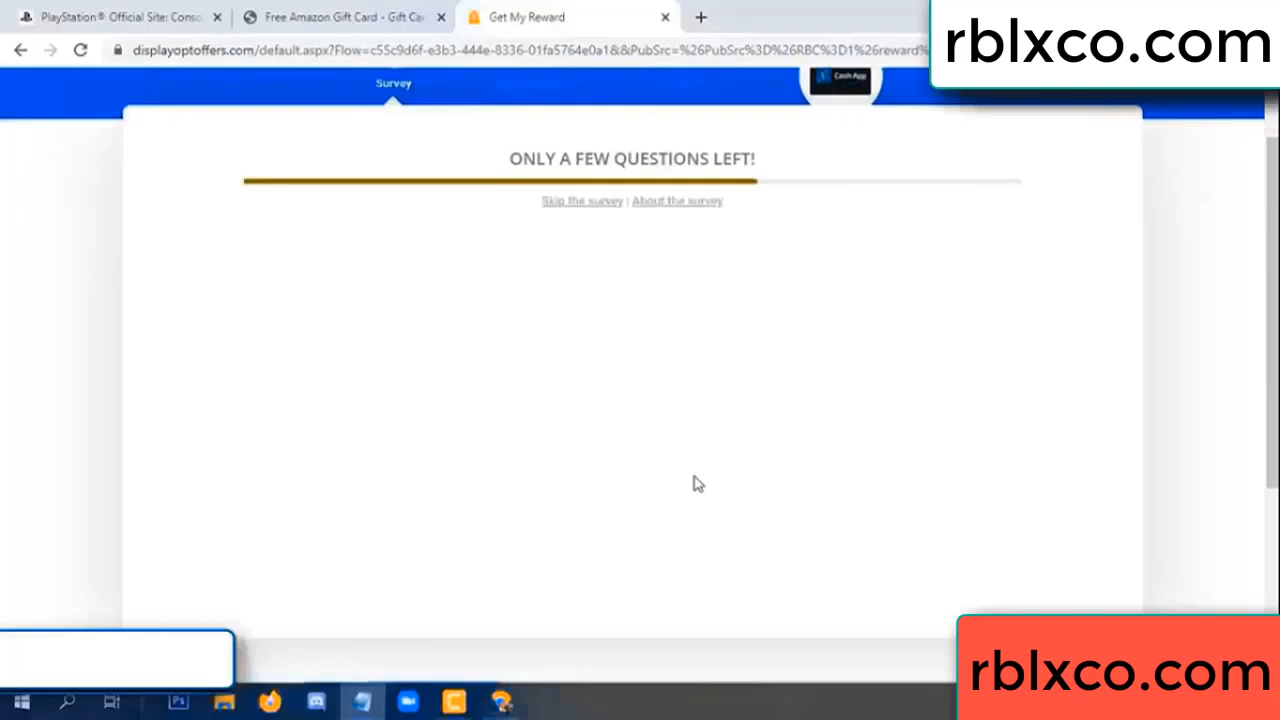 PlayStation® Official Site: Conso
Free Amazon Gift Card - Gift Car
Get My Reward
rblxco.com
displayoptoffers.com/default.aspx?Flow=c55c9d6f-e3b3-444e-8336-01fa5764e0a1&&PubSrc=%26PubSrc%3D%26RBC%3D1%26reward%
Survey
Cash App
ONLY A FEW QUESTIONS LEFT!
Skip the survey | About the survey
rblxco.com
Ps